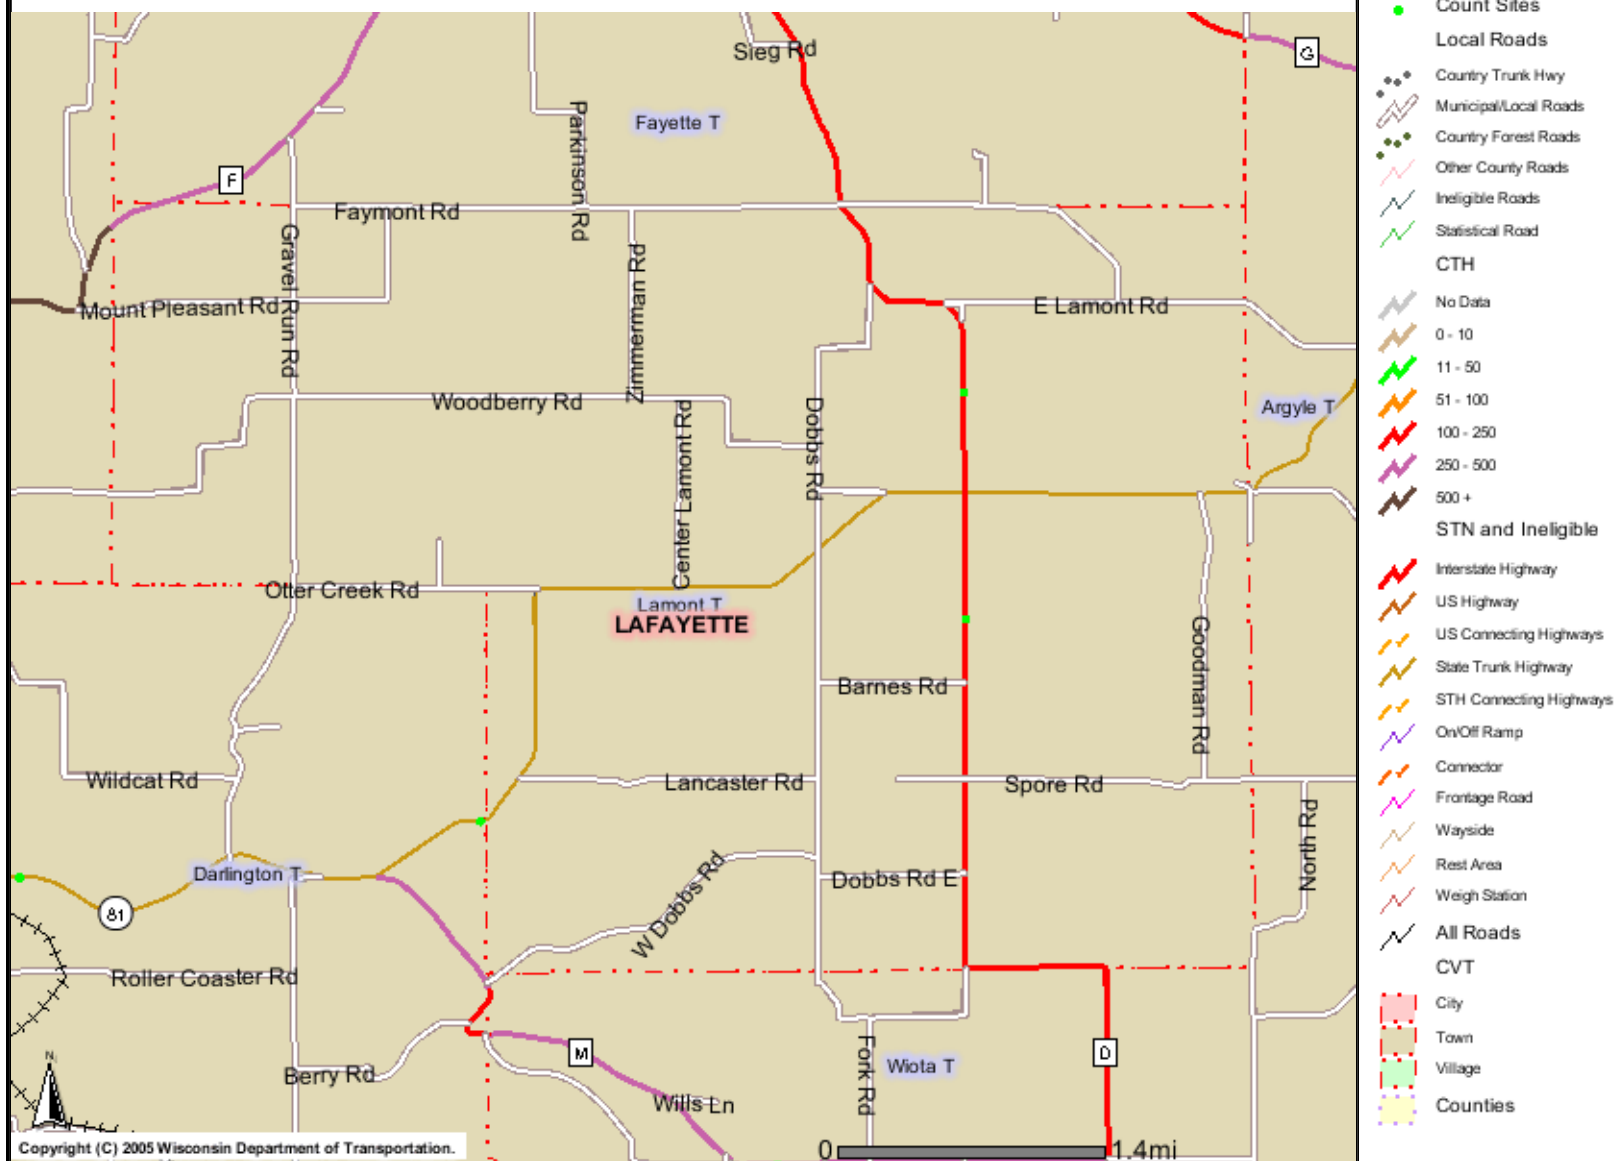 Sieg Rd
G
Fayette T
Parkinson Rd
F
Faymont Rd
Gravel Run Rd
Zimmerman Rd
Mount Pleasant Rd
E Lamont Rd
Woodberry Rd
Center Lamont Rd
Dobbs Rd
Argyle T
Otter Creek Rd
Lamont T
LAFAYETTE
Goodman Rd
Barnes Rd
Wildcat Rd
Lancaster Rd
Spore Rd
North Rd
Darlington T
W Dobbs Rd
Dobbs Rd E
81
Roller Coaster Rd
M
Fork Rd
Wiota T
D
N
Berry Rd
Wills Ln
Copyright (C) 2005 Wisconsin Department of Transportation.
0 1.4mi
Count Sites
Local Roads
Country Trunk Hwy
Municipal/Local Roads
Country Forest Roads
Other County Roads
Ineligible Roads
Statistical Road
CTH
No Data
0 - 10
11 - 50
51 - 100
100 - 250
250 - 500
500 +
STN and Ineligible
Interstate Highway
US Highway
US Connecting Highways
State Trunk Highway
STH Connecting Highways
On/Off Ramp
Connector
Frontage Road
Wayside
Rest Area
Weigh Station
All Roads
CVT
City
Town
Village
Counties